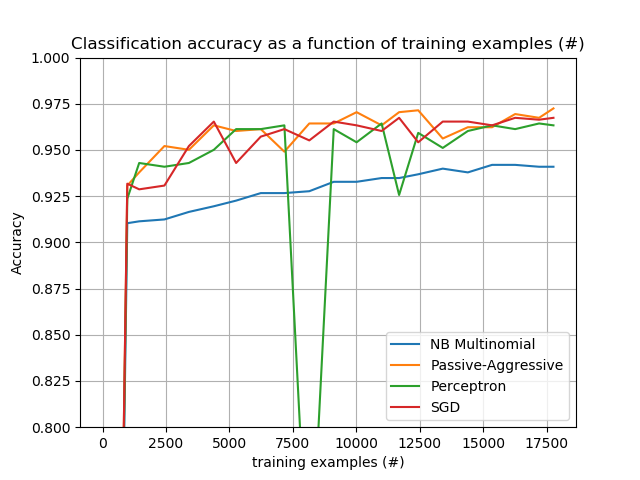 Classification accuracy as a function of training examples (#)
1.000
0.975
0.950
0.925
0.900
0.875
0.850
0.825
0.800
Accuracy
NB Multinomial
Passive-Aggressive
Perceptron
SGD
0 2500 5000 7500 10000 12500 15000 17500
training examples (#)